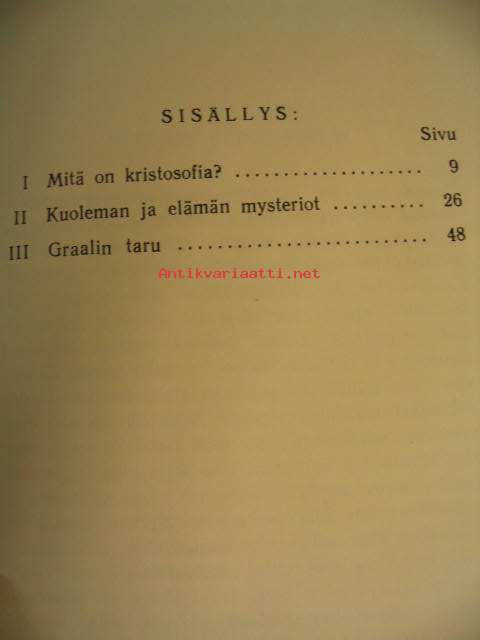 SISÄLLYS:
Sivu
I Mitä on kristosofia? ................... 9
II Kuoleman ja elämän mysteriot .......... 26
III Graalin taru ......................... 48
Antikvariaatti.net